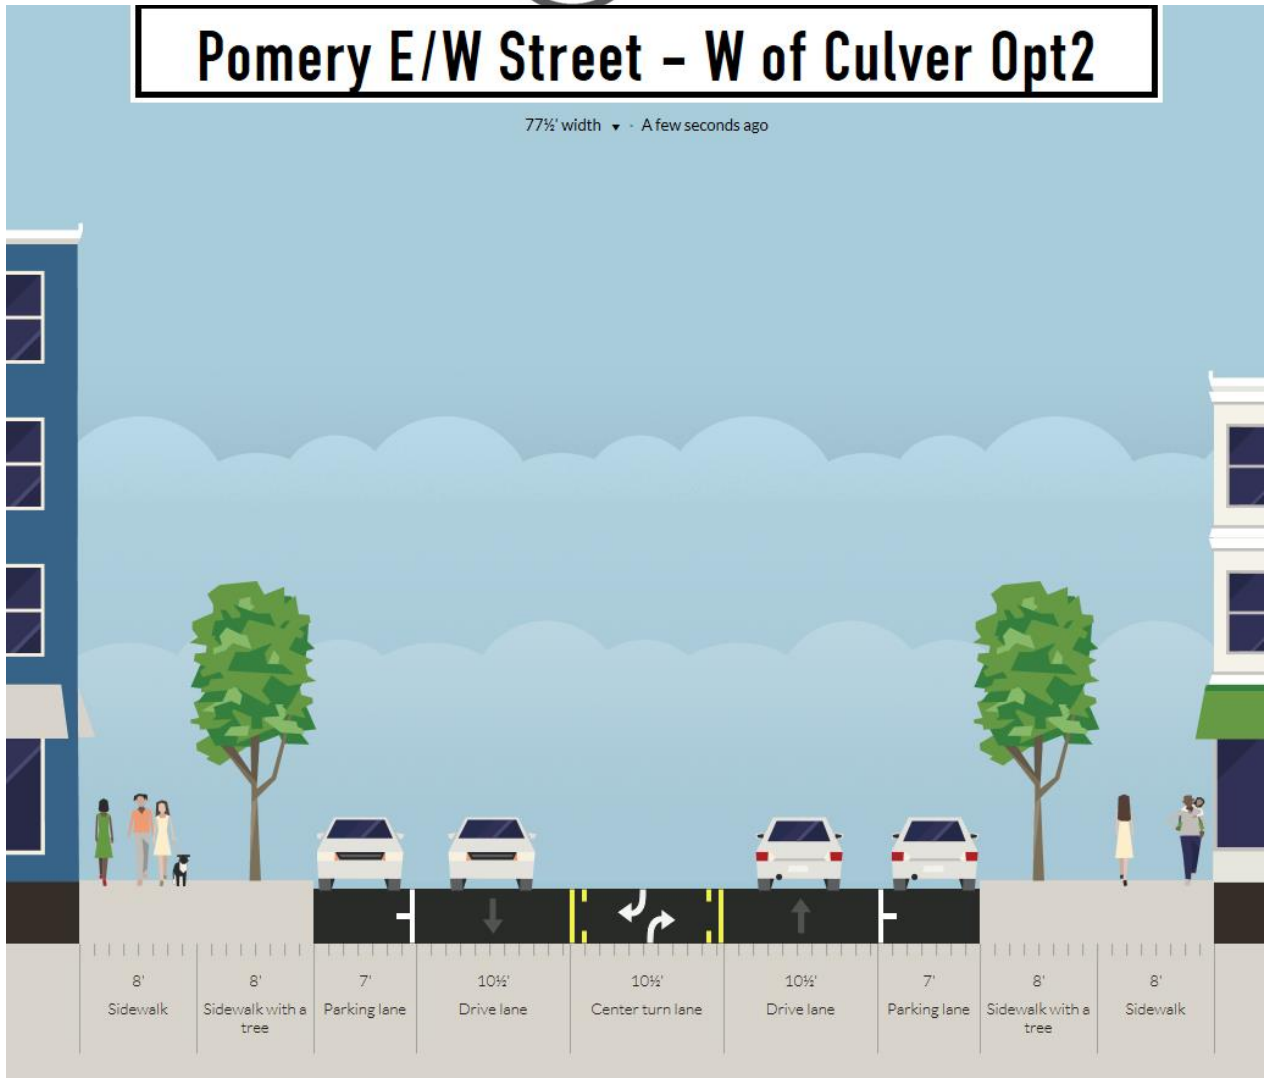 Pomery E/W Street - W of Culver Opt2
77½' width ▾ · A few seconds ago
8' 8' 7' 10½' 10½' 10½' 7' 8' 8'
Sidewalk Sidewalk with a Parking lane Drive lane Center turn lane Drive lane Parking lane Sidewalk with a Sidewalk
tree tree